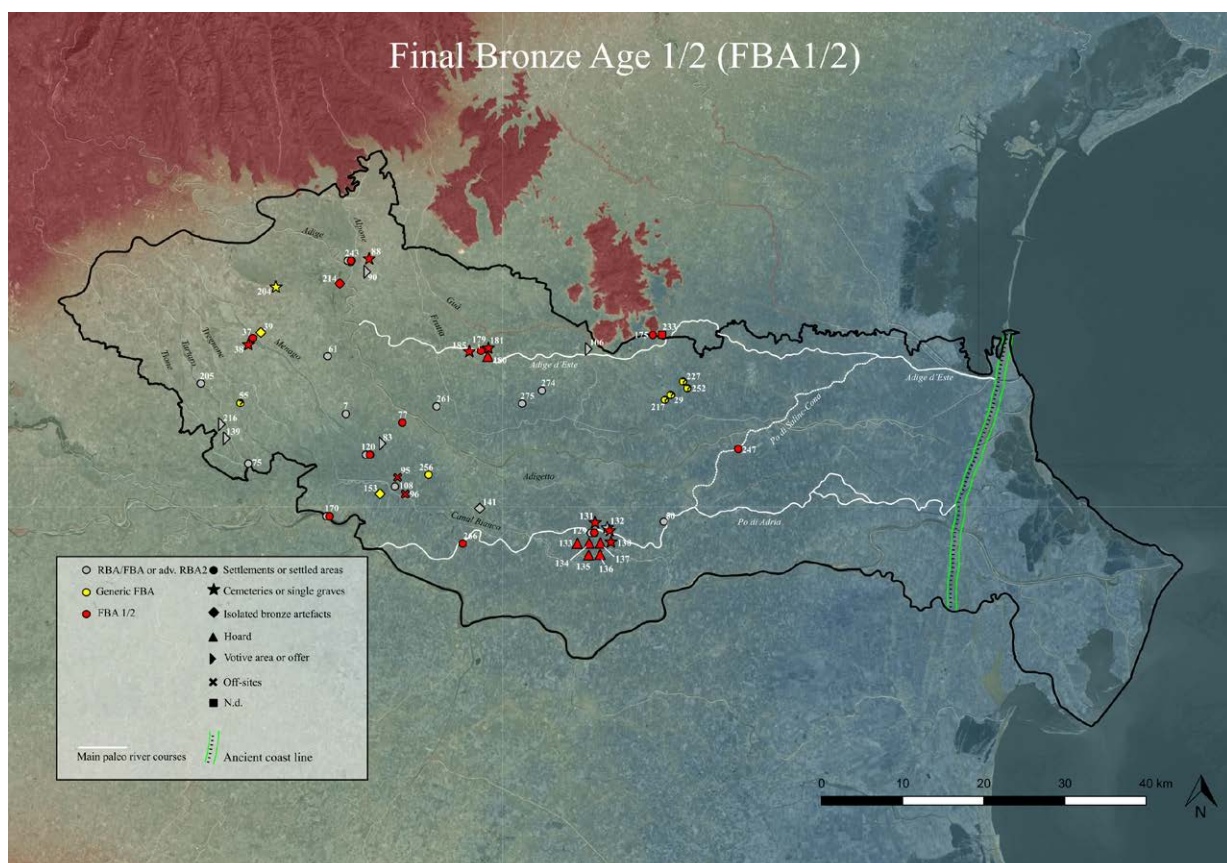 Final Bronze Age 1/2 (FBA1/2)
Adige
Alpone
243
88
90
214
204
Guà
Fratta
37
39
38
Menago
Tregnone
Tartaro
Tione
61
185
179
181
180
106
175
233
Adige d'Este
Adige d'Este
205
55
7
261
275
274
227
252
29
217
216
139
75
77
83
120
Po di Saline-Cona
247
95
256
108
96
153
Adigetto
141
Canal Bianco
170
266
131
132
129
133
138
134
135
136
137
80
Po di Adria
RBA/FBA or adv. RBA2
Generic FBA
FBA 1/2
Settlements or settled areas
Cemeteries or single graves
Isolated bronze artefacts
Hoard
Votive area or offer
Off-sites
N.d.
Main paleo river courses
Ancient coast line
0 10 20 30 40 km
N